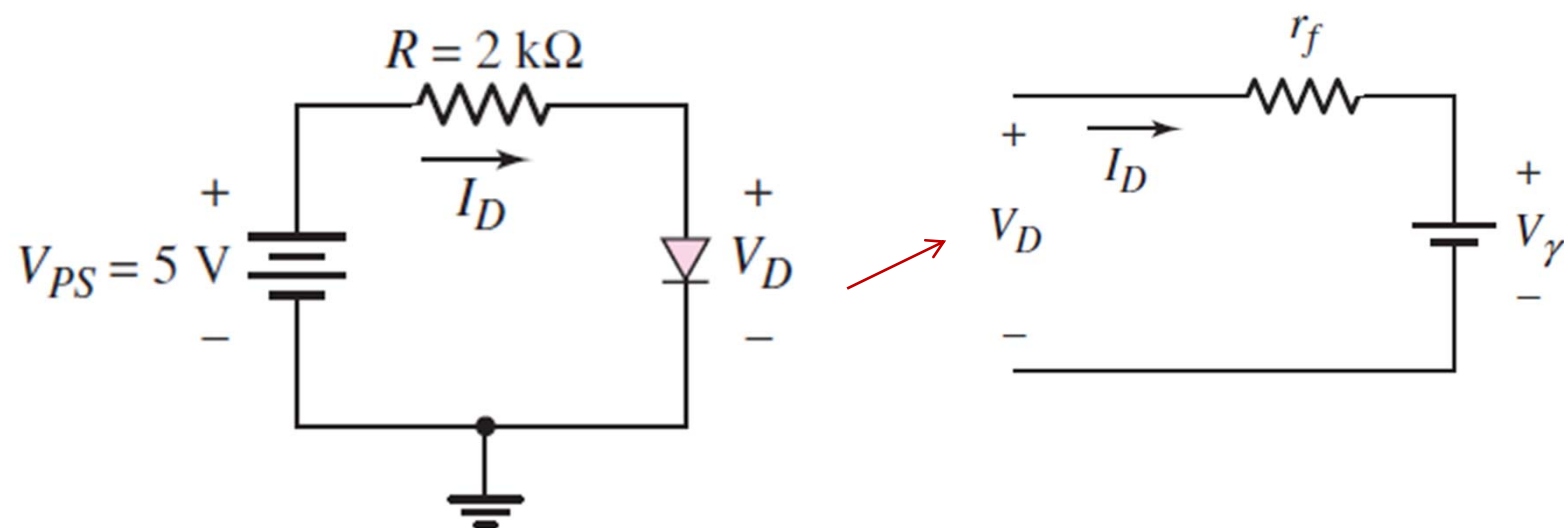 R = 2 kΩ
+
I_D
V_PS = 5 V
−
+
V_D
−
r_f
+
I_D
V_D
−
+
V_γ
−